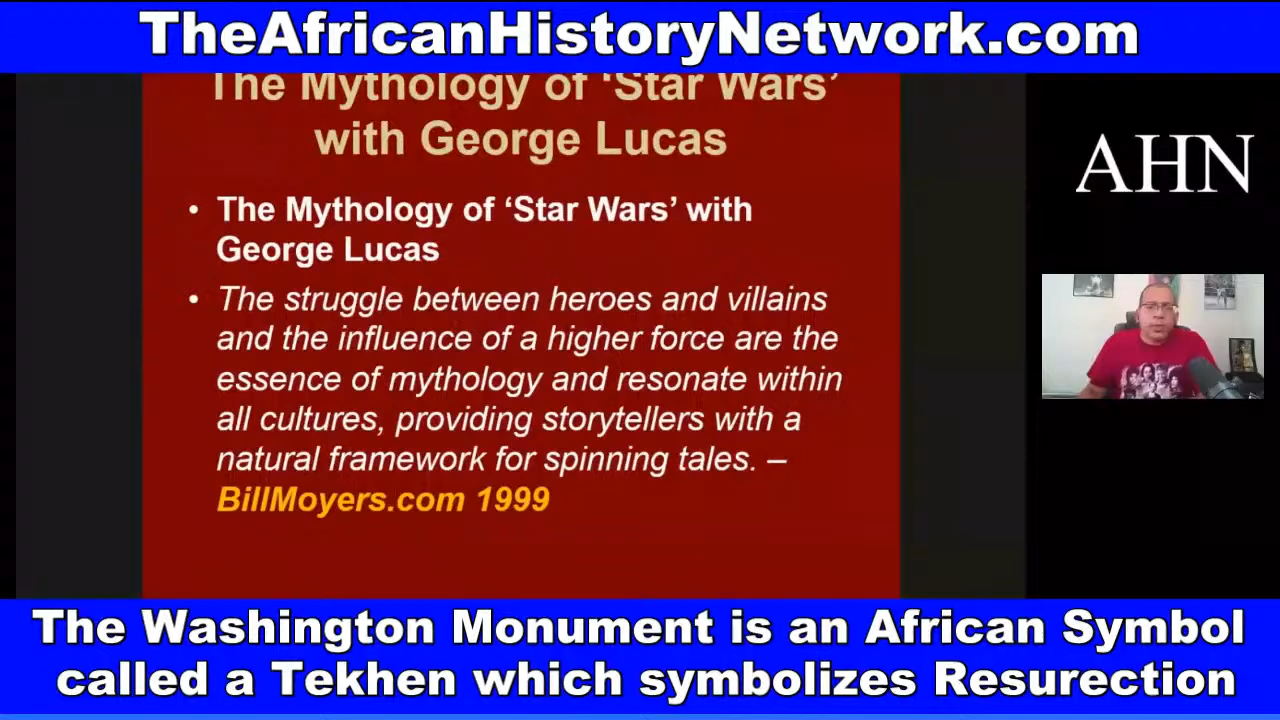 TheAfricanHistoryNetwork.com
The Mythology of ‘Star Wars’
with George Lucas
AHN
• The Mythology of ‘Star Wars’ with
George Lucas
• The struggle between heroes and villains
and the influence of a higher force are the
essence of mythology and resonate within
all cultures, providing storytellers with a
natural framework for spinning tales. –
BillMoyers.com 1999
The Washington Monument is an African Symbol
called a Tekhen which symbolizes Resurection